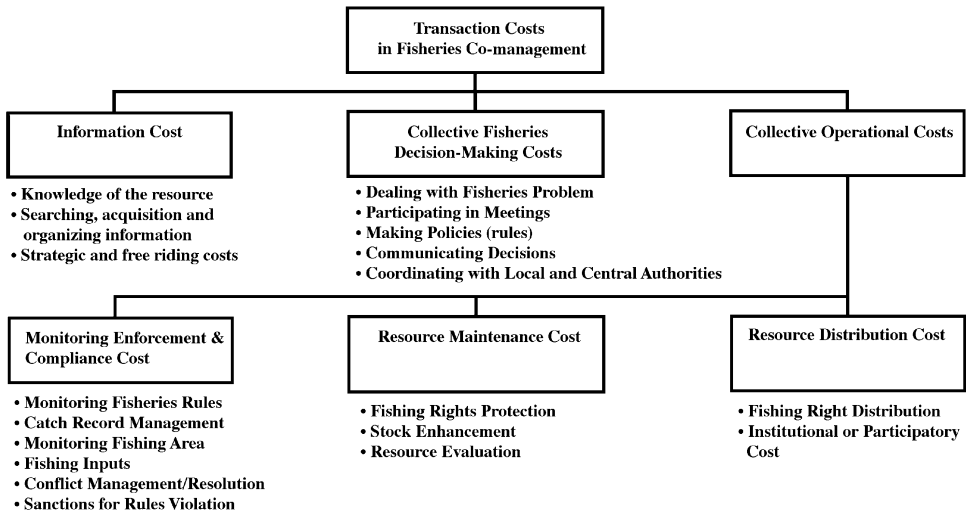 Transaction Costs
in Fisheries Co-management
Information Cost
Collective Fisheries
Decision-Making Costs
Collective Operational Costs
• Knowledge of the resource
• Searching, acquisition and
organizing information
• Strategic and free riding costs
• Dealing with Fisheries Problem
• Participating in Meetings
• Making Policies (rules)
• Communicating Decisions
• Coordinating with Local and Central Authorities
Monitoring Enforcement &
Compliance Cost
Resource Maintenance Cost
Resource Distribution Cost
• Monitoring Fisheries Rules
• Catch Record Management
• Monitoring Fishing Area
• Fishing Inputs
• Conflict Management/Resolution
• Sanctions for Rules Violation
• Fishing Rights Protection
• Stock Enhancement
• Resource Evaluation
• Fishing Right Distribution
• Institutional or Participatory
Cost